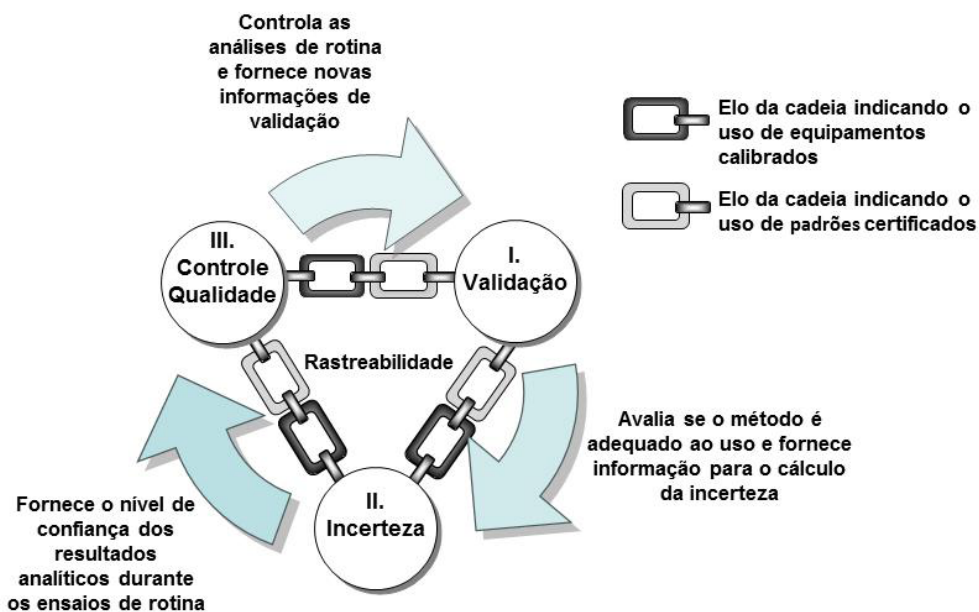 Controla as
análises de rotina
e fornece novas
informações de
validação
Elo da cadeia indicando o
uso de equipamentos
calibrados
Elo da cadeia indicando o
uso de padrões certificados
III.
Controle
Qualidade
I.
Validação
Rastreabilidade
Avalia se o método é
adequado ao uso e fornece
informação para o cálculo
da incerteza
II.
Incerteza
Fornece o nível de
confiança dos
resultados
analíticos durante
os ensaios de rotina